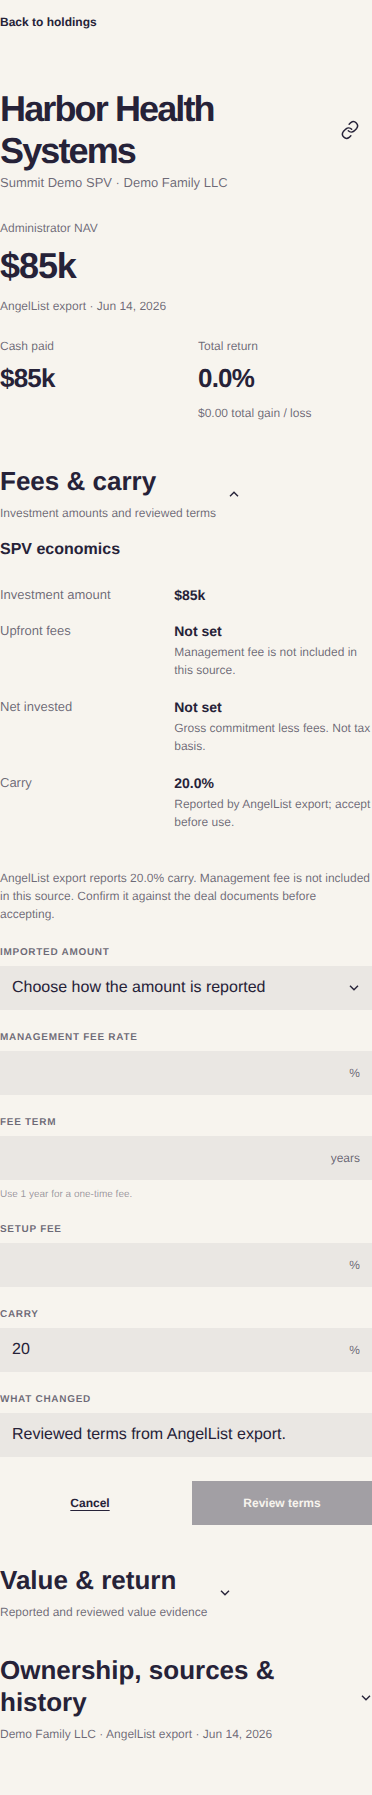 Back to holdings
Harbor Health
Systems
Summit Demo SPV · Demo Family LLC
Administrator NAV
$85k
AngelList export · Jun 14, 2026
Cash paid
Total return
$85k
0.0%
$0.00 total gain / loss
Fees & carry
Investment amounts and reviewed terms
SPV economics
Investment amount
$85k
Upfront fees
Not set
Management fee is not included in
this source.
Net invested
Not set
Gross commitment less fees. Not tax
basis.
Carry
20.0%
Reported by AngelList export; accept
before use.
AngelList export reports 20.0% carry. Management fee is not included
in this source. Confirm it against the deal documents before
accepting.
IMPORTED AMOUNT
Choose how the amount is reported
MANAGEMENT FEE RATE
%
FEE TERM
years
Use 1 year for a one-time fee.
SETUP FEE
%
CARRY
20 %
WHAT CHANGED
Reviewed terms from AngelList export.
Cancel
Review terms
Value & return
Reported and reviewed value evidence
Ownership, sources &
history
Demo Family LLC · AngelList export · Jun 14, 2026